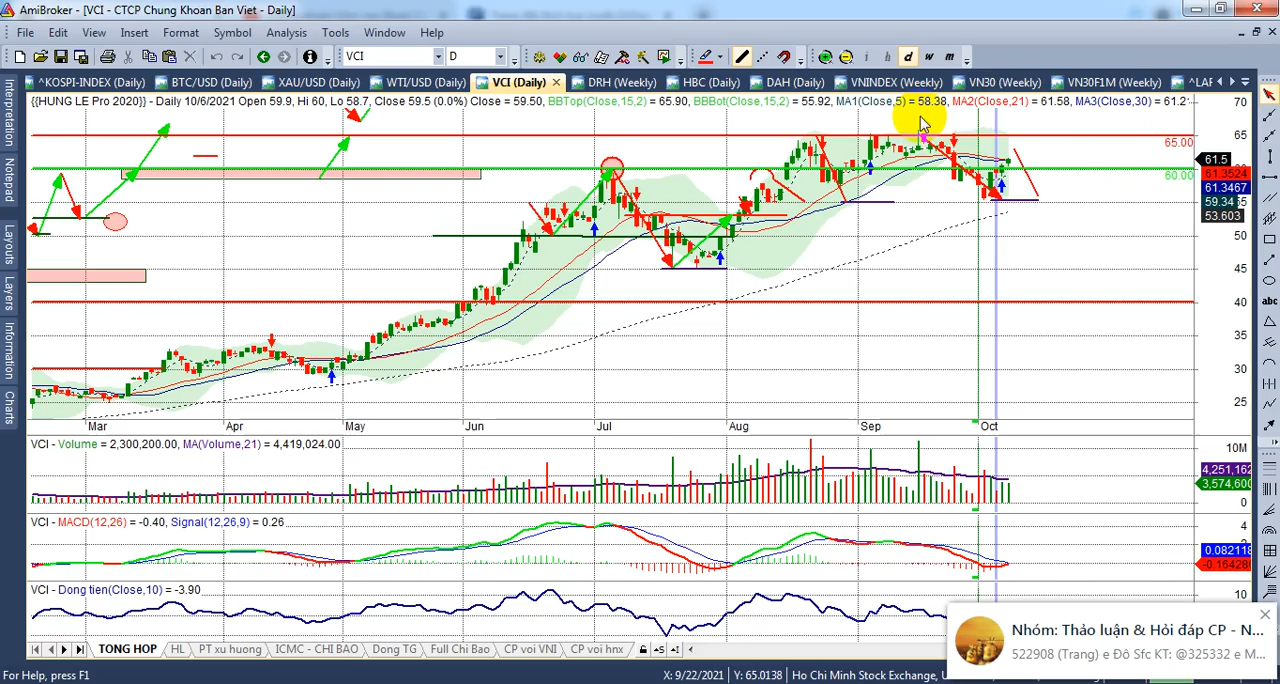 AmiBroker - [VCI - CTCP Chung Khoan Ban Viet - Daily]
File Edit View Insert Format Symbol Analysis Tools Window Help
VCI D i h d w m
^KOSPI-INDEX (Daily) BTC/USD (Daily) XAU/USD (Daily) WTI/USD (Daily) VCI (Daily) DRH (Weekly) HBC (Daily) DAH (Daily) VNINDEX (Weekly) VN30 (Weekly) VN30F1M (Weekly) ^LAF
{{HUNG LE Pro 2020}} - Daily 10/6/2021 Open 59.9, Hi 60, Lo 58.7, Close 59.5 (0.0%) Close = 59.50, BBTop(Close,15,2) = 65.90, BBBot(Close,15,2) = 55.92, MA1(Close,5) = 58.38, MA2(Close,21) = 61.58, MA3(Close,30) = 61.2
Interpretation
Notepad
Layouts
Layers
Information
Charts
abc
70
65
65.00
61.5
61.3524
60.00
61.3467
59.34
53.603
50
45
40
35
30
25
Mar Apr May Jun Jul Aug Sep Oct
VCI - Volume = 2,300,200.00, MA(Volume,21) = 4,419,024.00
10M
4,251,162
3,574,600
0
VCI - MACD(12,26) = -0.40, Signal(12,26,9) = 0.26
4
2
0.082118
-0.16428
VCI - Dong tien(Close,10) = -3.90
10
Nhóm: Thảo luận & Hỏi đáp CP - N...
522908 (Trang) e Đô Sfc KT: @325332 e M...
TONG HOP HL PT xu hung ICHI - CHI BAO Dong TG Full Chi Bao CP voi VNI CP voi hnx
For Help, press F1 X: 9/22/2021 Y: 65.0138 Ho Chi Minh Stock Exchange, U